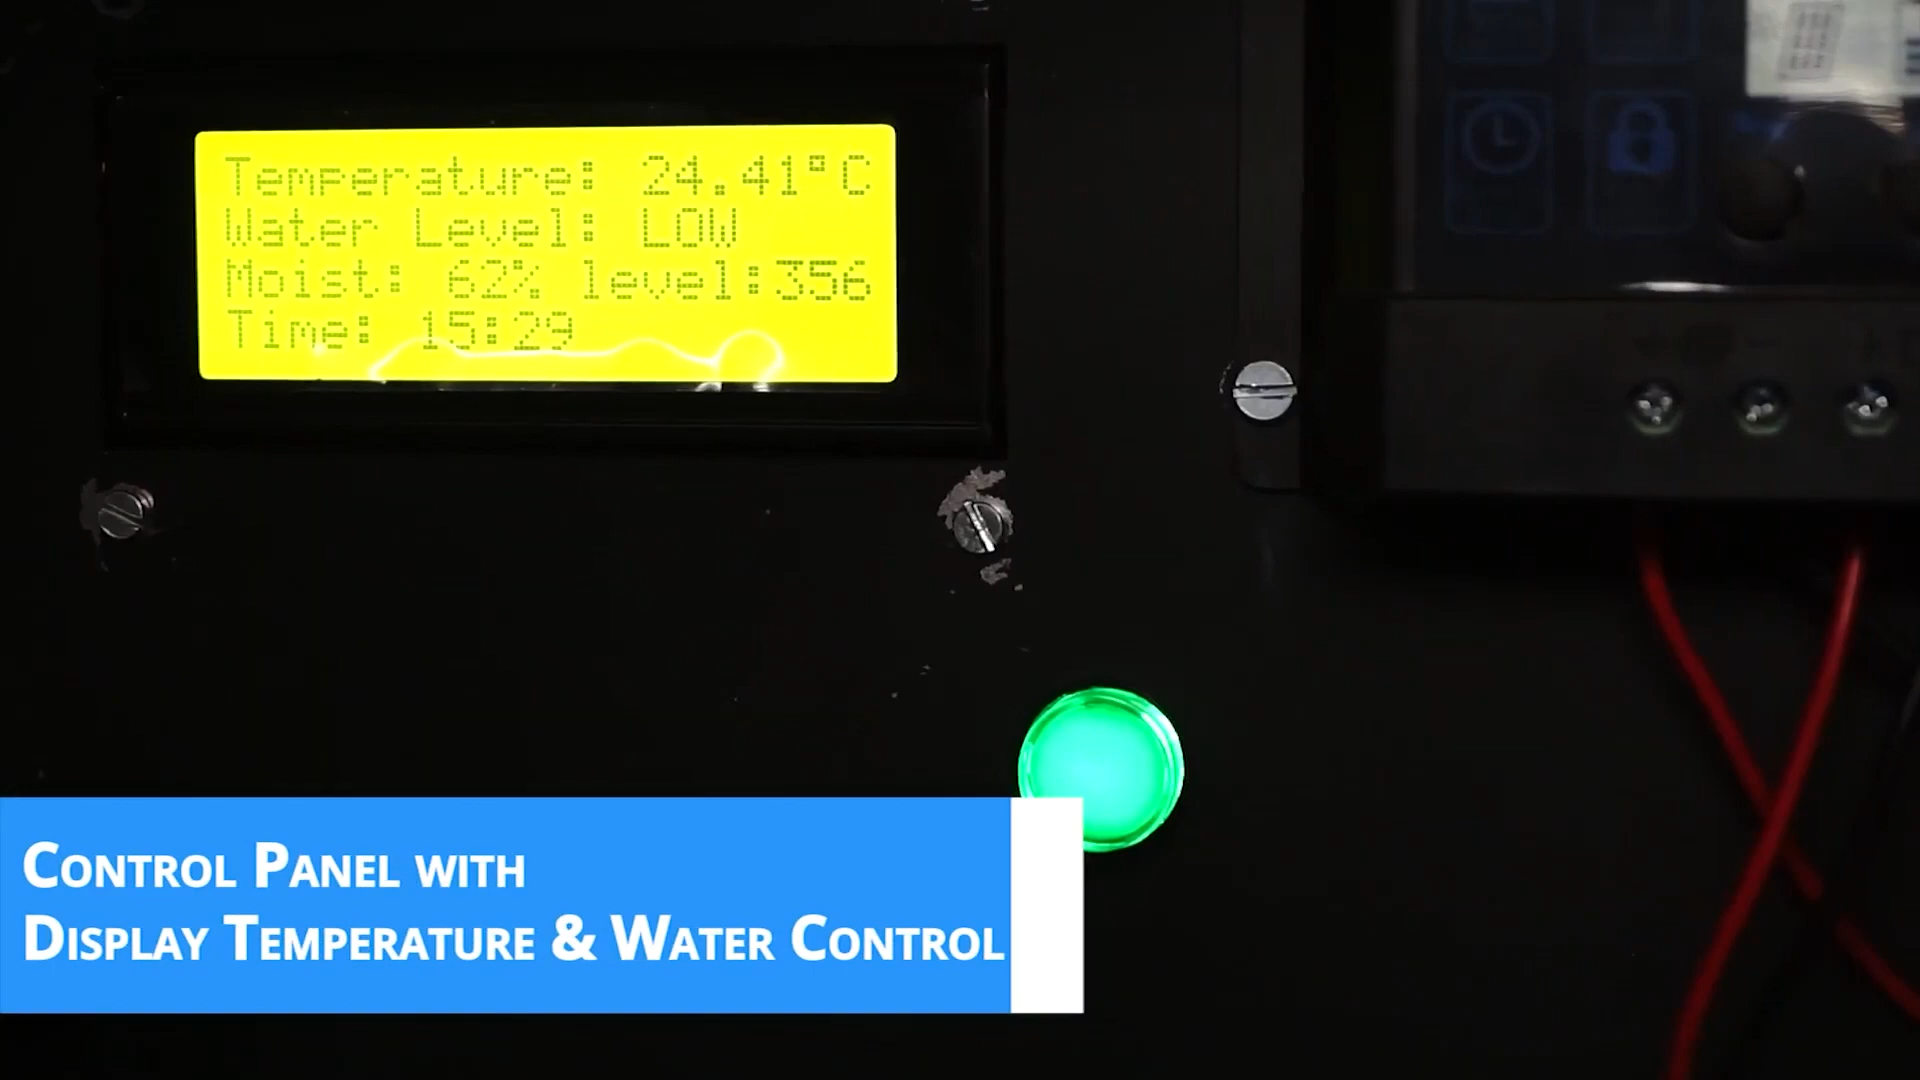 Temperature: 24.41°C
Water Level: LOW
Moist: 62% level:356
Time: 15:29
Control Panel with
Display Temperature & Water Control